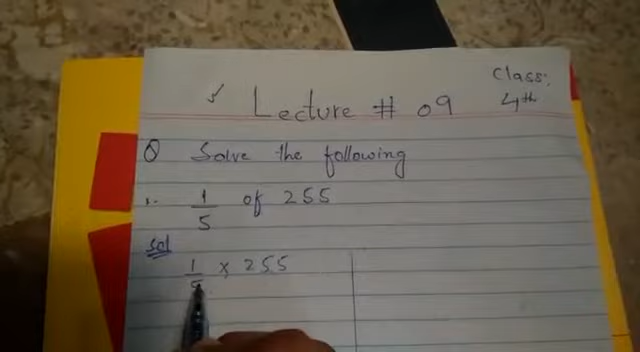 Lecture # 09
Class: 4th
Q Solve the following
1. 1/5 of 255
Sol
1/5 × 255